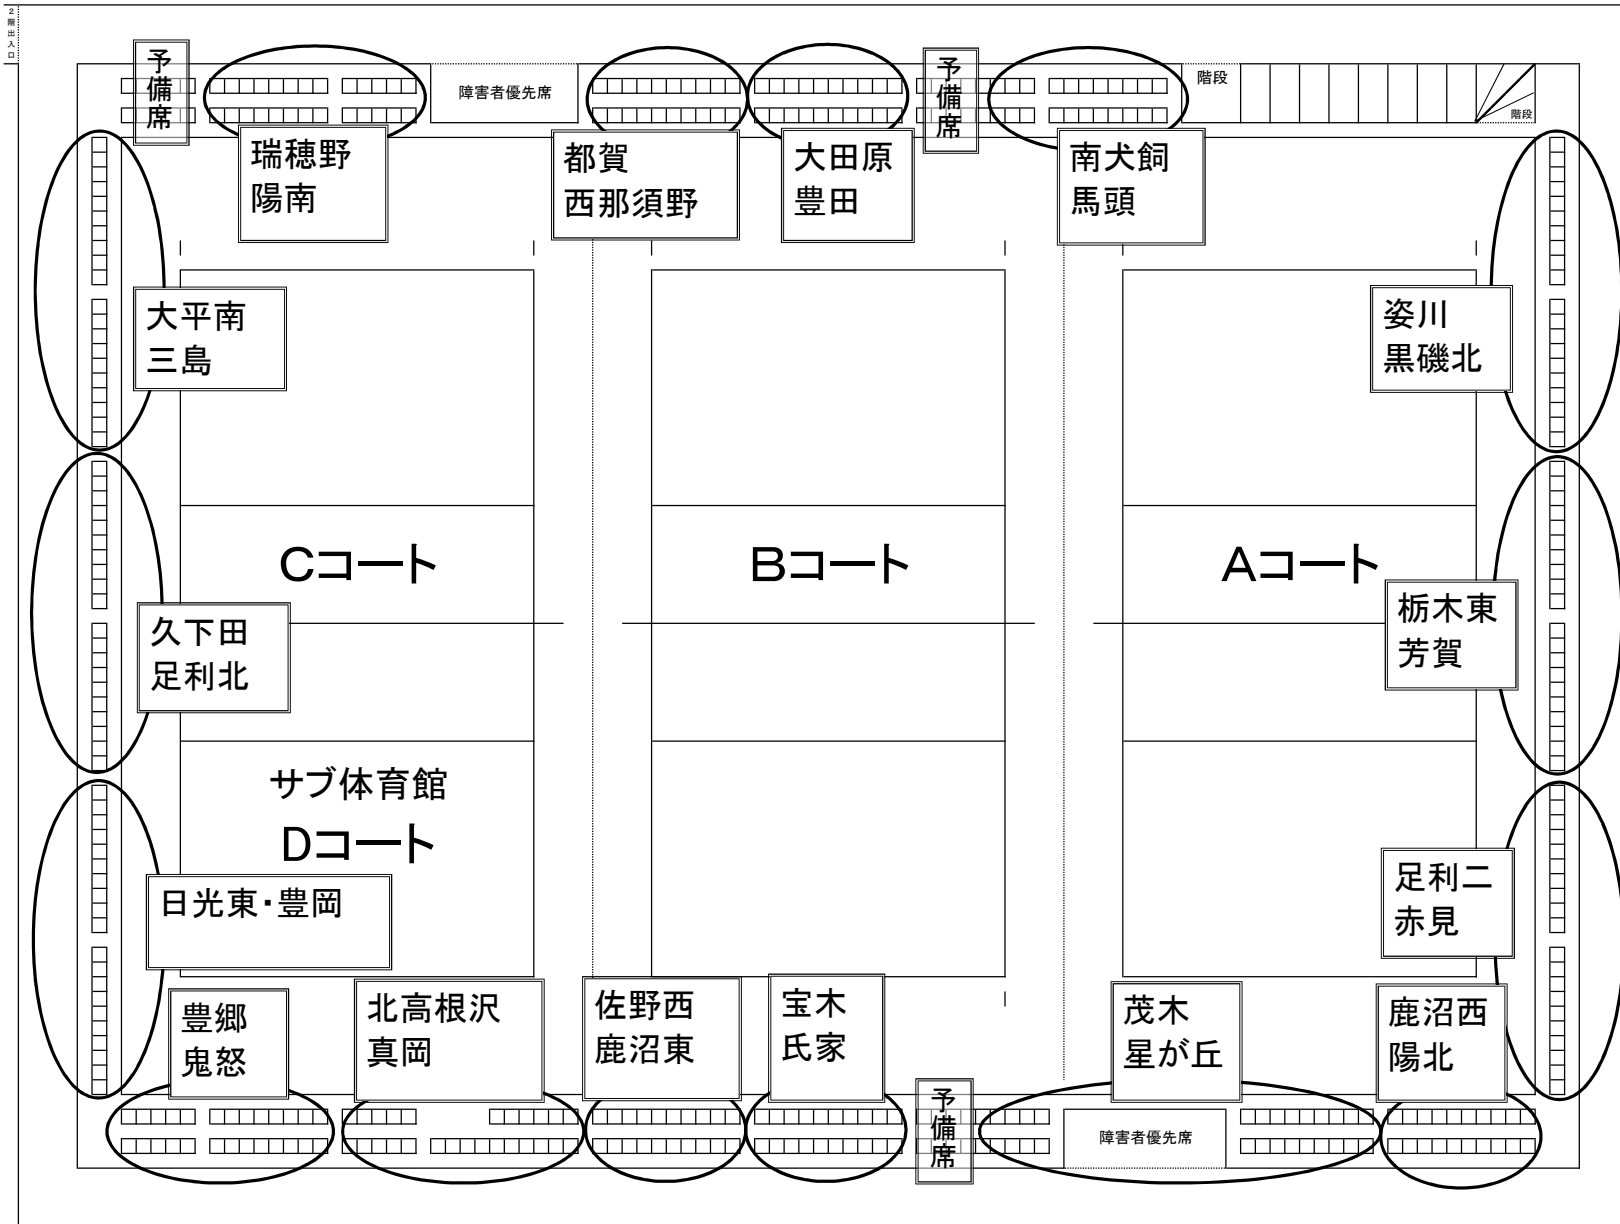 2階出入口
予備席
障害者優先席
予備席
階段
階段
瑞穂野
陽南
都賀
西那須野
大田原
豊田
南犬飼
馬頭
大平南
三島
姿川
黒磯北
Cコート
Bコート
Aコート
久下田
足利北
栃木東
芳賀
サブ体育館
Dコート
日光東・豊岡
足利二
赤見
豊郷
鬼怒
北高根沢
真岡
佐野西
鹿沼東
宝木
氏家
茂木
星が丘
鹿沼西
陽北
予備席
障害者優先席